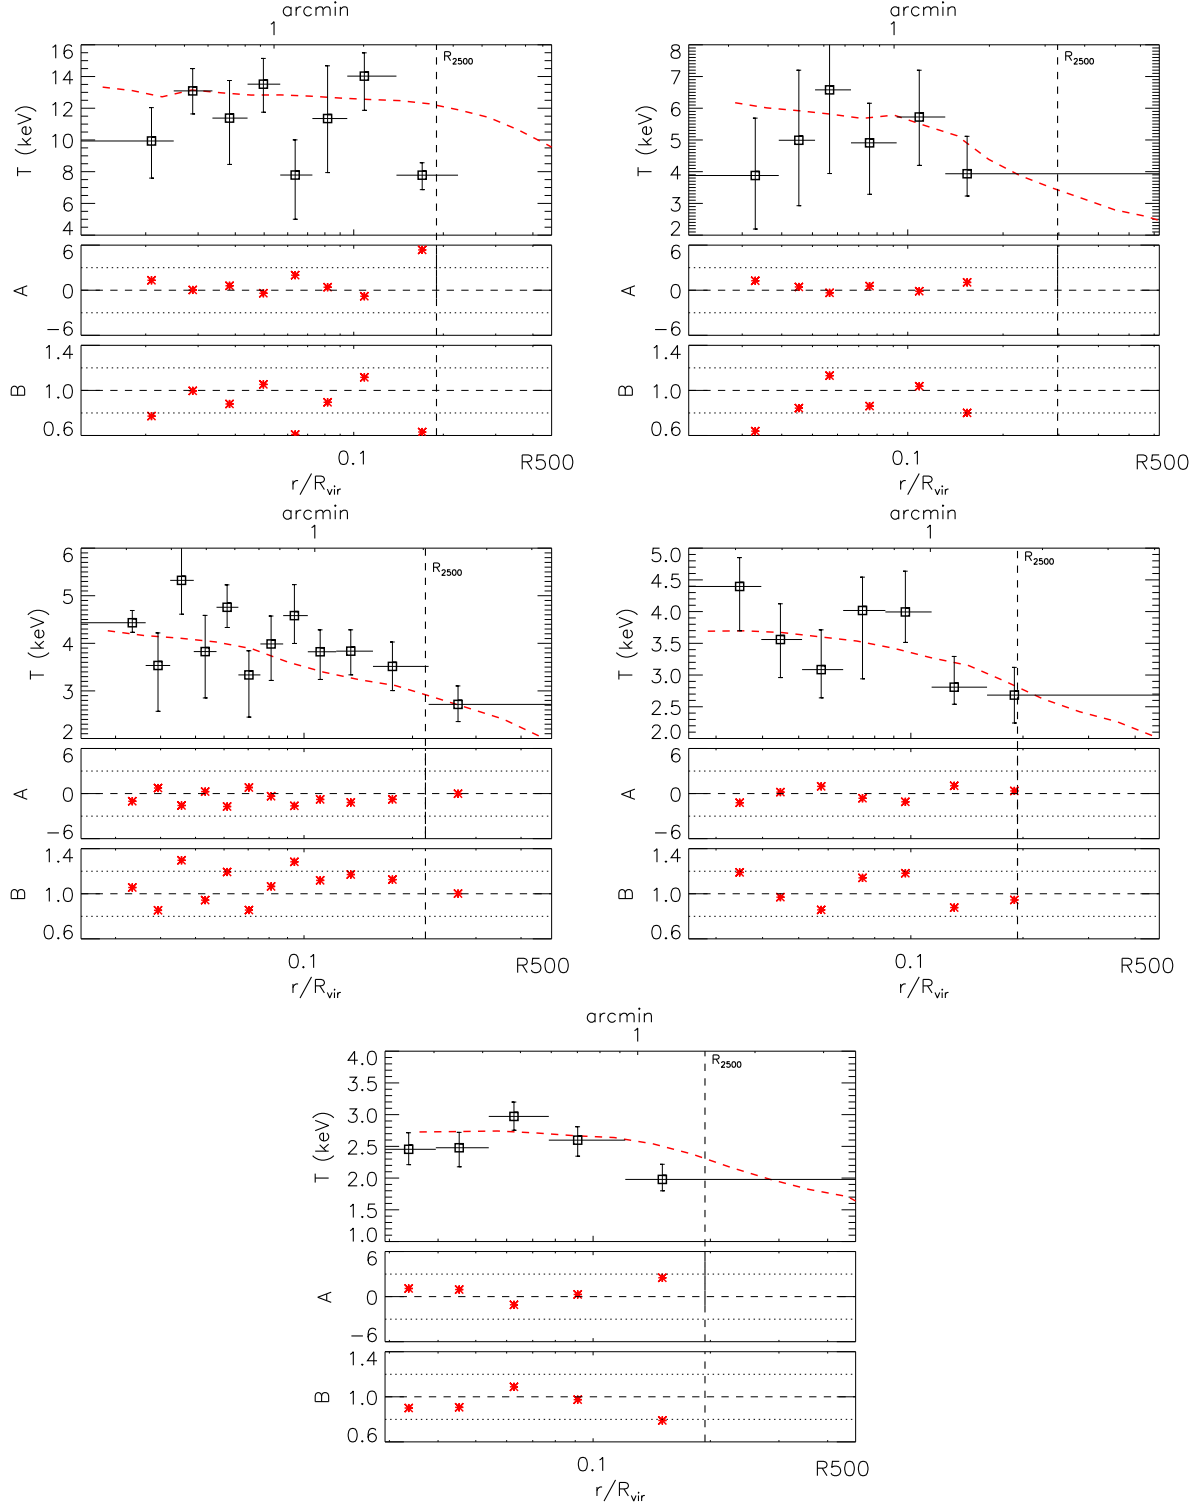 arcmin
1
16
14
12
10
8
6
4
T (keV)
R2500
6
0
−6
A
1.4
1.0
0.6
B
0.1
R500
r/Rvir
arcmin
1
8
7
6
5
4
3
2
T (keV)
R2500
6
0
−6
A
1.4
1.0
0.6
B
0.1
R500
r/Rvir
arcmin
1
6
5
4
3
2
T (keV)
R2500
6
0
−6
A
1.4
1.0
0.6
B
0.1
R500
r/Rvir
arcmin
1
5.0
4.5
4.0
3.5
3.0
2.5
2.0
T (keV)
R2500
6
0
−6
A
1.4
1.0
0.6
B
0.1
R500
r/Rvir
arcmin
1
4.0
3.5
3.0
2.5
2.0
1.5
1.0
T (keV)
R2500
6
0
−6
A
1.4
1.0
0.6
B
0.1
R500
r/Rvir